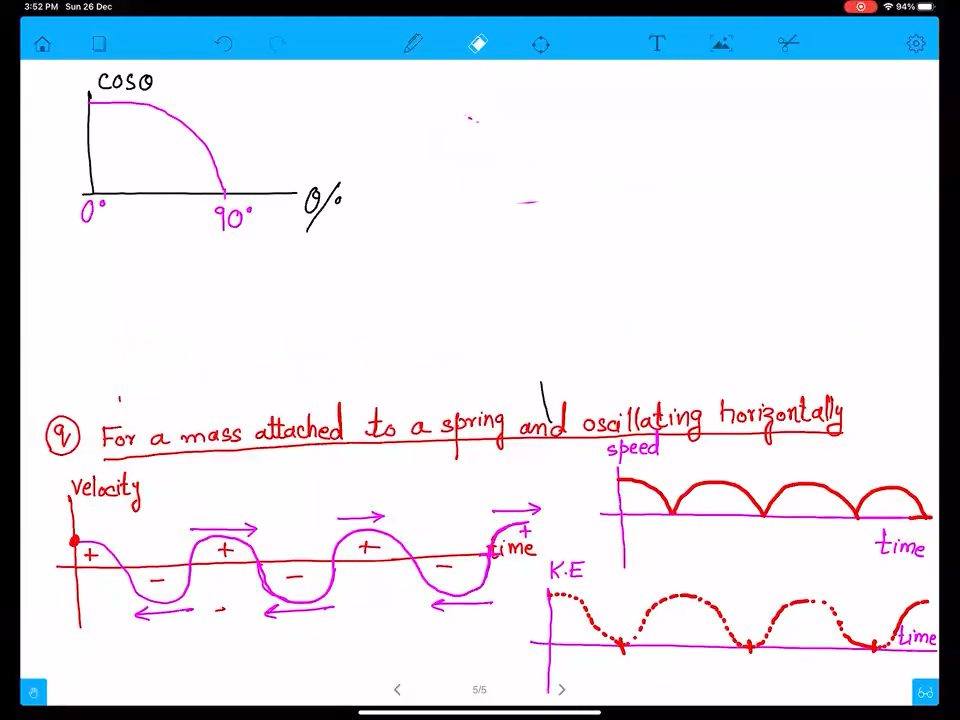 3:52 PM Sun 26 Dec
94%
T
cosθ
0°
90°
θ/°
q For a mass attached to a spring and oscillating horizontally
speed
velocity
+ + + +
time
- - -
time
K.E
time
5/5